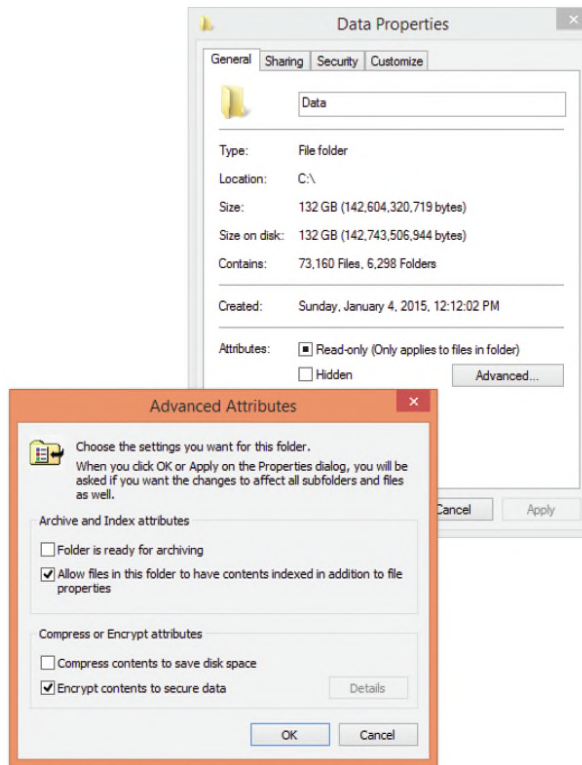 Data Properties
General Sharing Security Customize
Data
Type: File folder
Location: C:\
Size: 132 GB (142,604,320,719 bytes)
Size on disk: 132 GB (142,743,506,944 bytes)
Contains: 73,160 Files, 6,298 Folders
Created: Sunday, January 4, 2015, 12:12:02 PM
Attributes: Read-only (Only applies to files in folder)
Hidden Advanced...
Cancel Apply
Advanced Attributes
Choose the settings you want for this folder.
When you click OK or Apply on the Properties dialog, you will be
asked if you want the changes to affect all subfolders and files
as well.
Archive and Index attributes
Folder is ready for archiving
Allow files in this folder to have contents indexed in addition to file
properties
Compress or Encrypt attributes
Compress contents to save disk space
Encrypt contents to secure data Details
OK Cancel